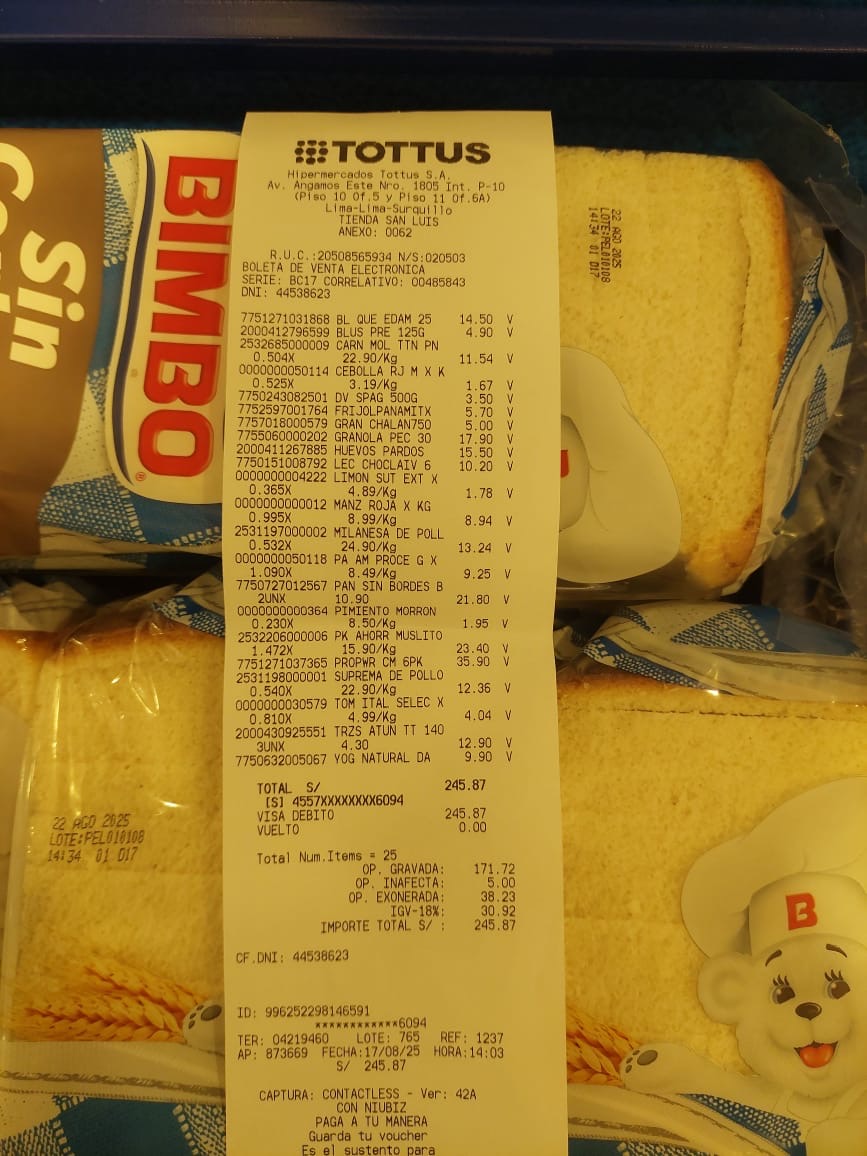 TOTTUS
Hipermercados Tottus S.A.
Av. Angamos Este Nro. 1805 Int. P-10
(Piso 10 Of.5 y Piso 11 Of.6A)
Lima-Lima-Surquillo
TIENDA SAN LUIS
ANEXO: 0062
R.U.C.:20508565934 N/S:020503
BOLETA DE VENTA ELECTRONICA
SERIE: BC17 CORRELATIVO: 00485843
DNI: 44538623
7751271031868 BL QUE EDAM 25 14.50 V
2000412796599 BLUS PRE 125G 4.90 V
2532685000009 CARN MOL TTN PN
0.504X 22.90/Kg 11.54 V
0000000050114 CEBOLLA RJ M X K
0.525X 3.19/Kg 1.67 V
7750243082501 DV SPAG 500G 3.50 V
7752597001764 FRIJOLPANAMITX 5.70 V
7757018000579 GRAN CHALAN750 5.00 V
7755060000202 GRANOLA PEC 30 17.90 V
2000411267885 HUEVOS PARDOS 15.50 V
7750151008792 LEC CHOCLAIV 6 10.20 V
0000000004222 LIMON SUT EXT X
0.365X 4.89/Kg 1.78 V
0000000000012 MANZ ROJA X KG
0.995X 8.99/Kg 8.94 V
2531197000002 MILANESA DE POLL
0.532X 24.90/Kg 13.24 V
0000000050118 PA AM PROCE G X
1.090X 8.49/Kg 9.25 V
7750727012567 PAN SIN BORDES B
2UNX 10.90 21.80 V
0000000000364 PIMIENTO MORRON
0.230X 8.50/Kg 1.95 V
2532206000006 PK AHORR MUSLITO
1.472X 15.90/Kg 23.40 V
7751271037365 PROPWR CM 6PK 35.90 V
2531198000001 SUPREMA DE POLLO
0.540X 22.90/Kg 12.36 V
0000000030579 TOM ITAL SELEC X
0.810X 4.99/Kg 4.04 V
2000430925551 TRZS ATUN TT 140
3UNX 4.30 12.90 V
7750632005067 YOG NATURAL DA 9.90 V
TOTAL S/ 245.87
[S] 4557XXXXXXXX6094
VISA DEBITO 245.87
VUELTO 0.00
Total Num.Items = 25
OP. GRAVADA: 171.72
OP. INAFECTA: 5.00
OP. EXONERADA: 38.23
IGV-18%: 30.92
IMPORTE TOTAL S/ : 245.87
CF.DNI: 44538623
ID: 996252298146591
************6094
TER: 04219460 LOTE: 765 REF: 1237
AP: 873669 FECHA:17/08/25 HORA:14:03
S/ 245.87
CAPTURA: CONTACTLESS - Ver: 42A
CON NIUBIZ
PAGA A TU MANERA
Guarda tu voucher
Es el sustento para
BIMBO
Sin
22 AGO 2025
LOTE:PEL010108
14:34 01 D17
22 AGO 2025
LOTE:PEL010108
14:34 01 D17
B